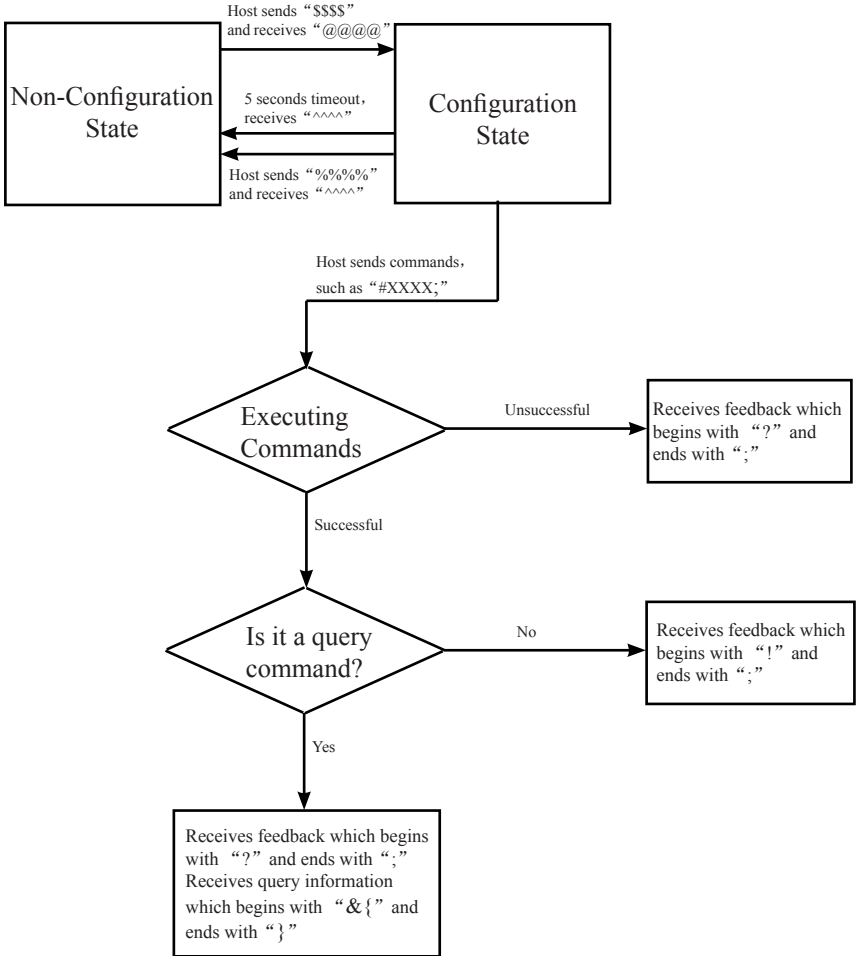 Host sends “$$$$”
and receives “@@@@”
Non-Configuration
State
5 seconds timeout,
receives “^^^^”
Configuration
State
Host sends “%%%%”
and receives “^^^^”
Host sends commands,
such as “#XXXX;”
Executing
Commands
Unsuccessful
Receives feedback which
begins with “?” and
ends with “;”
Successful
Is it a query
command?
No
Receives feedback which
begins with “!” and
ends with “;”
Yes
Receives feedback which begins
with “?” and ends with “;”
Receives query information
which begins with “&{” and
ends with “}”